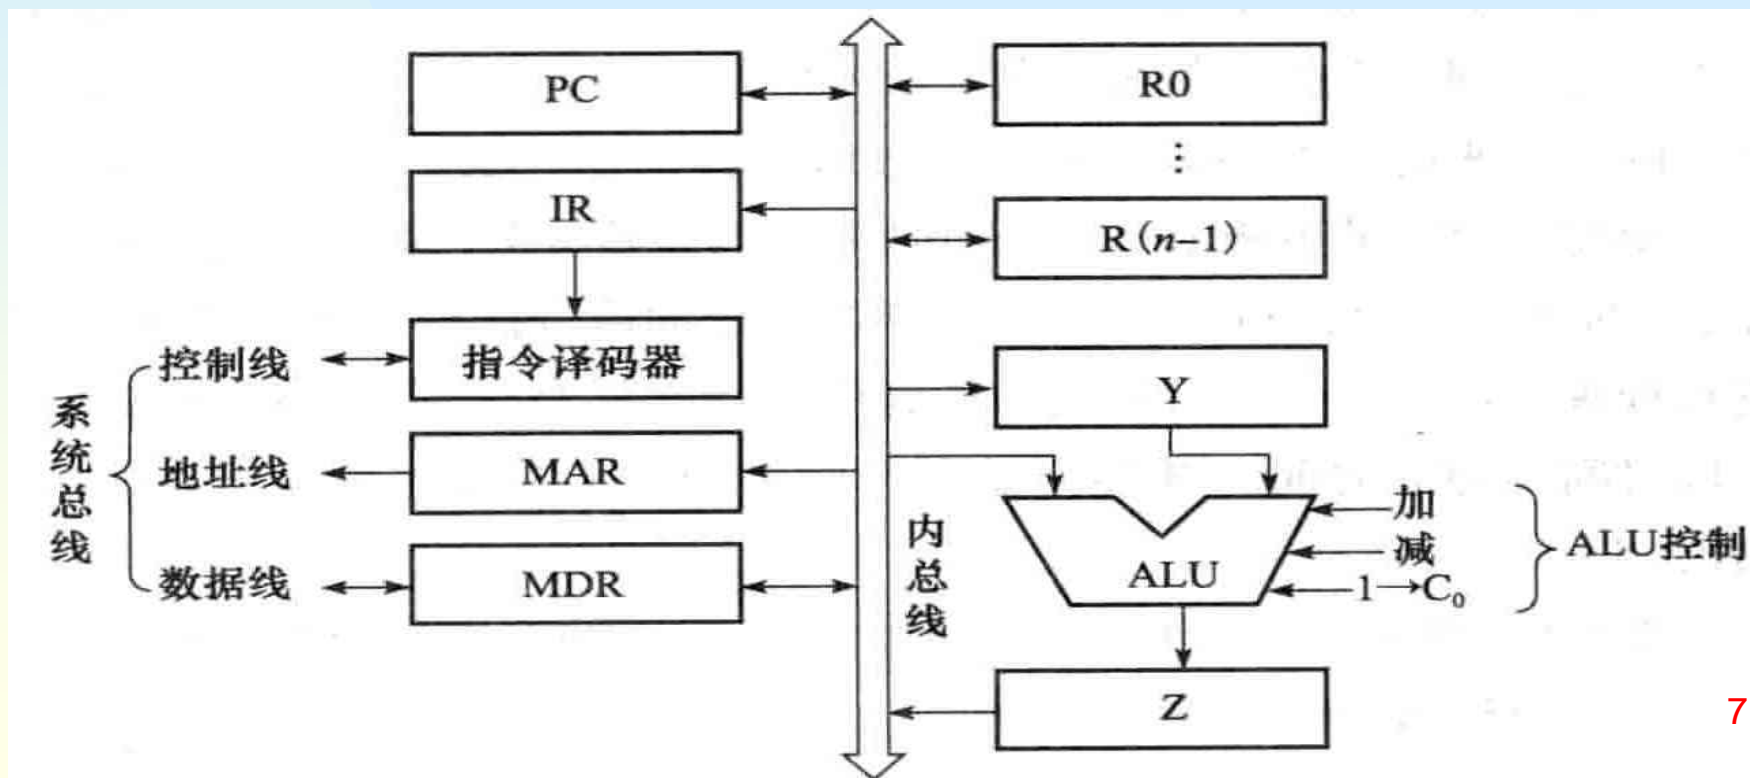 PC
IR
指令译码器
MAR
MDR
控制线
地址线
数据线
系统总线
内总线
R0
⋮
R(n-1)
Y
ALU
Z
加
减
1→C₀
ALU控制
7